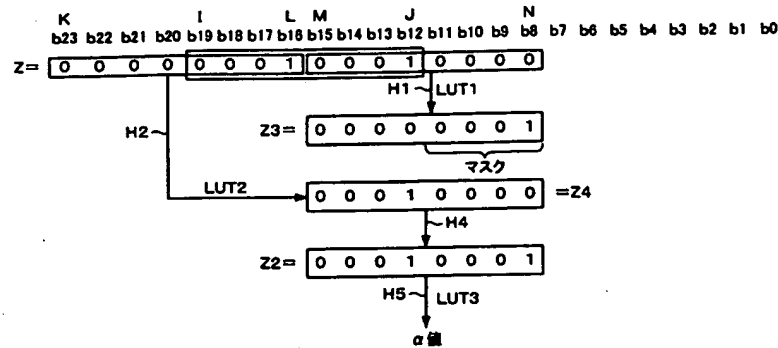 K I L M J N
b23 b22 b21 b20 b19 b18 b17 b16 b15 b14 b13 b12 b11 b10 b9 b8 b7 b6 b5 b4 b3 b2 b1 b0
Z= 0 0 0 0 0 0 0 1 0 0 0 1 0 0 0 0
H1 LUT1
Z3= 0 0 0 0 0 0 0 1
H2
マスク
LUT2
0 0 0 1 0 0 0 0 =Z4
H4
Z2= 0 0 0 1 0 0 0 1
H5 LUT3
α値